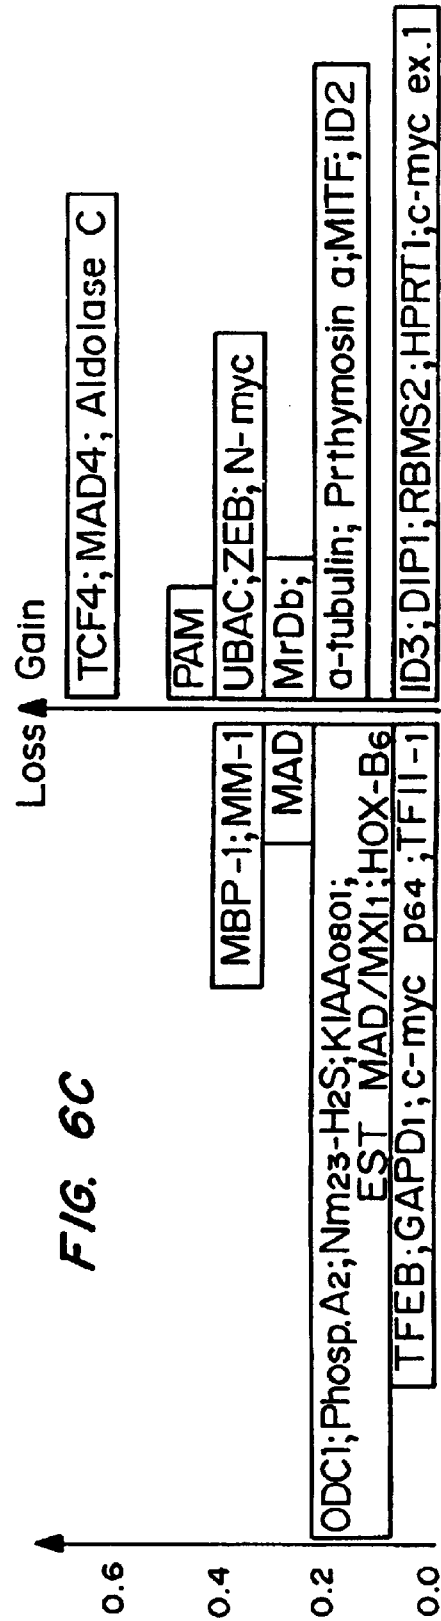 FIG. 6C
Loss Gain
TCF4; MAD4; Aldolase C
PAM
MBP-1;MM-1
UBAC;ZEB; N-myc
MAD
MrDb;
ODC1;Phosp.A2;Nm23-H2S;KIAA0801;
EST MAD/MXI1;HOX-B6
α-tubulin; Prthymosin α;MITF; ID2
TFEB;GAPD1;c-myc p64 ;TFII-1
ID3; DIP1;RBMS2;HPRT1;c-myc ex.1
0.6
0.4
0.2
0.0